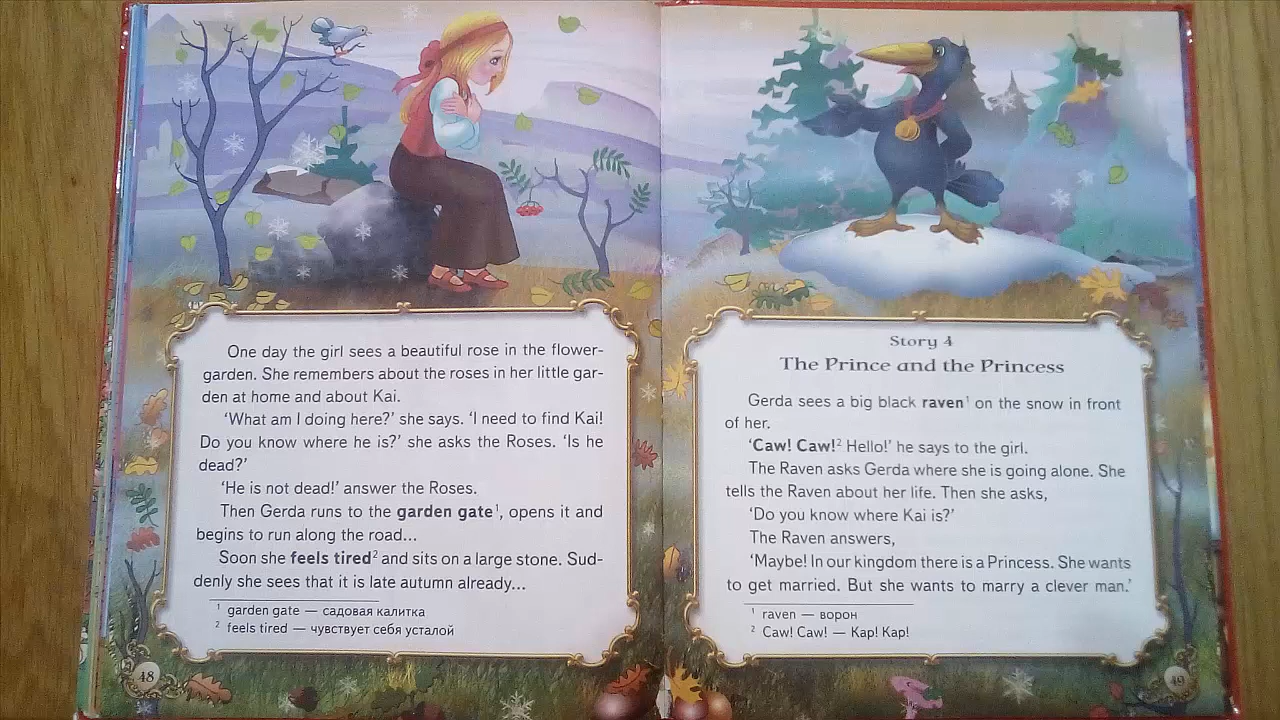 One day the girl sees a beautiful rose in the flower-
garden. She remembers about the roses in her little gar-
den at home and about Kai.
‘What am I doing here?’ she says. ‘I need to find Kai!
Do you know where he is?’ she asks the Roses. ‘Is he
dead?’
‘He is not dead!’ answer the Roses.
Then Gerda runs to the garden gate¹, opens it and
begins to run along the road...
Soon she feels tired² and sits on a large stone. Sud-
denly she sees that it is late autumn already...
¹ garden gate — садовая калитка
² feels tired — чувствует себя усталой
48
Story 4
The Prince and the Princess
Gerda sees a big black raven¹ on the snow in front
of her.
‘Caw! Caw!² Hello!’ he says to the girl.
The Raven asks Gerda where she is going alone. She
tells the Raven about her life. Then she asks,
‘Do you know where Kai is?’
The Raven answers,
‘Maybe! In our kingdom there is a Princess. She wants
to get married. But she wants to marry a clever man.’
¹ raven — ворон
² Caw! Caw! — Кар! Кар!
49